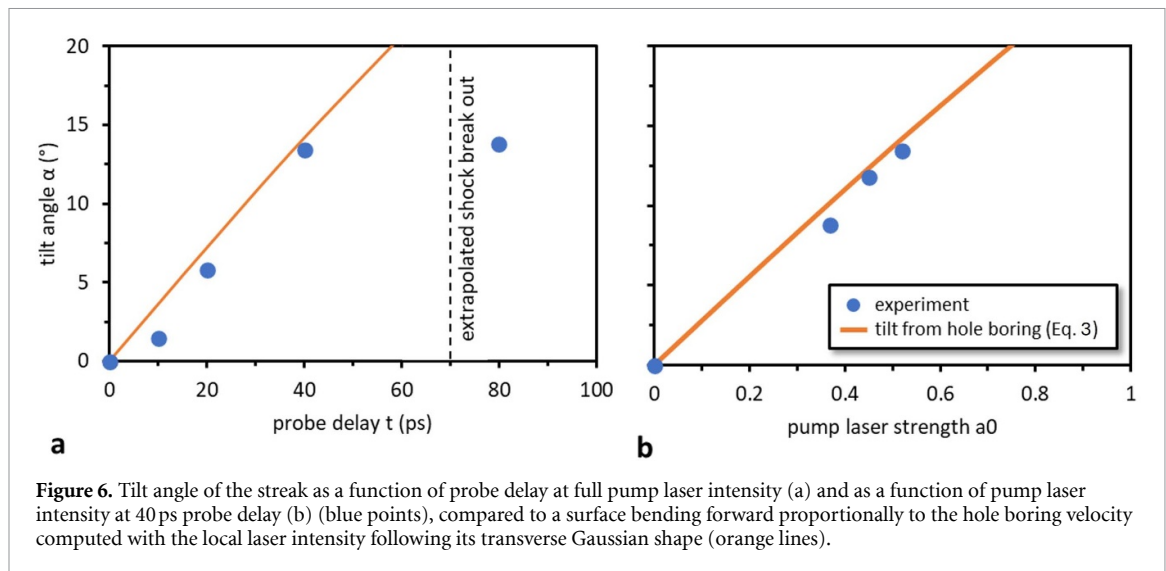 20
15
10
5
0
tilt angle α (°)
0
20
40
60
80
100
probe delay t (ps)
extrapolated shock break out
a
experiment
tilt from hole boring (Eq. 3)
0
0.2
0.4
0.6
0.8
1
pump laser strength a0
b
Figure 6. Tilt angle of the streak as a function of probe delay at full pump laser intensity (a) and as a function of pump laser
intensity at 40 ps probe delay (b) (blue points), compared to a surface bending forward proportionally to the hole boring velocity
computed with the local laser intensity following its transverse Gaussian shape (orange lines).